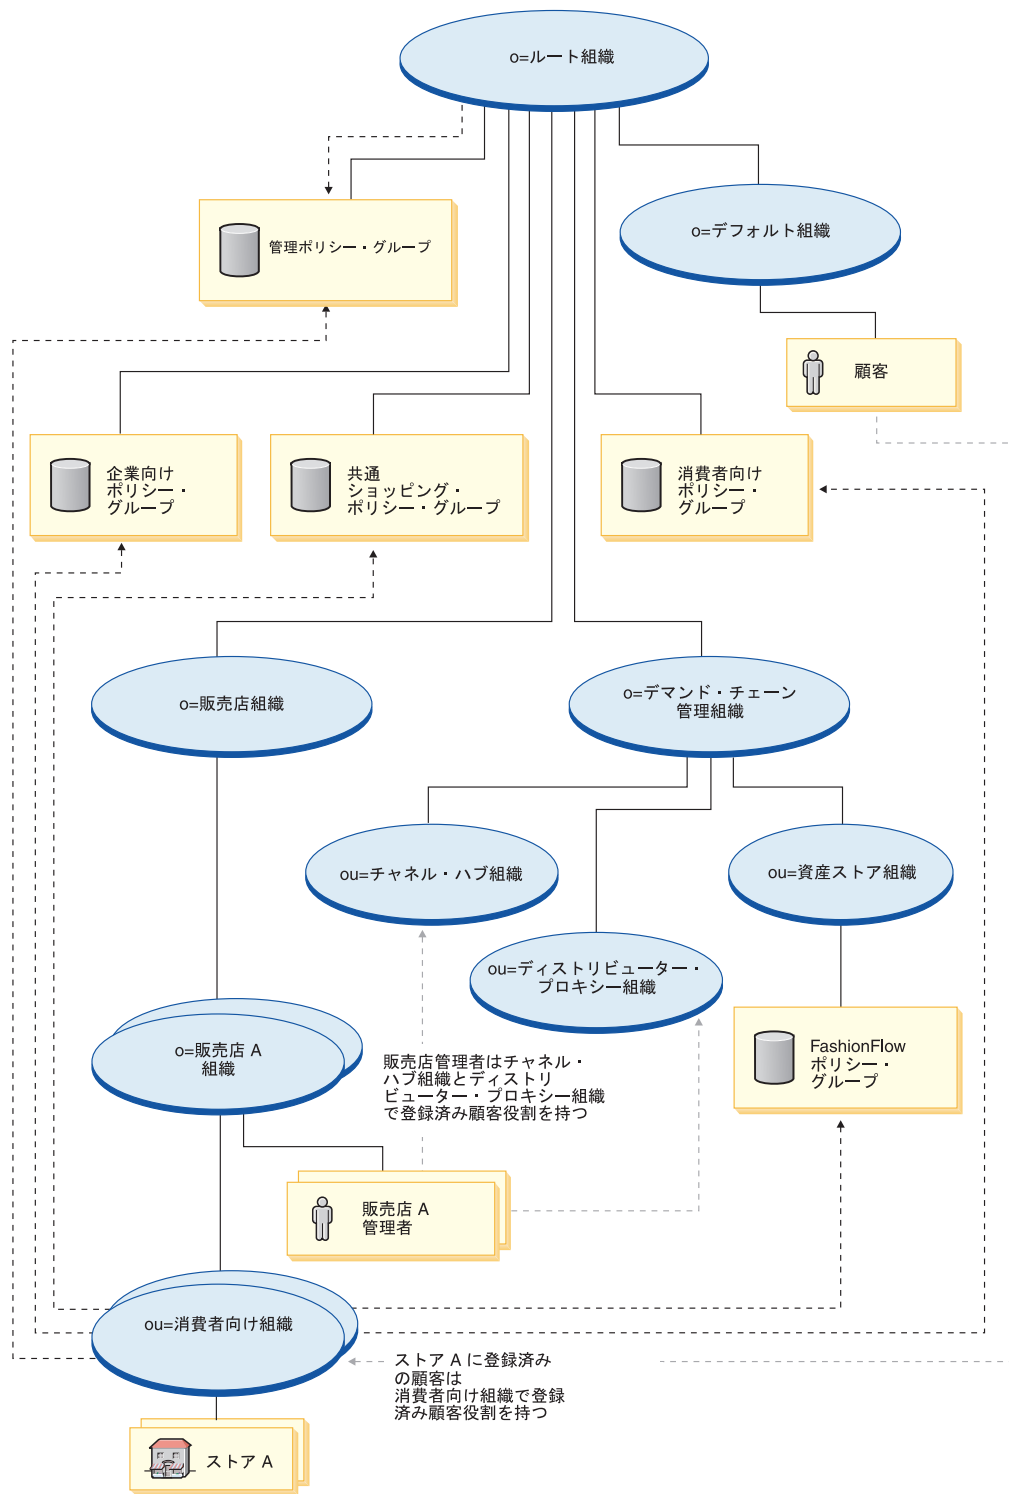 o=ルート組織
管理ポリシー・グループ
o=デフォルト組織
顧客
企業向け
ポリシー・
グループ
共通
ショッピング・
ポリシー・グループ
消費者向け
ポリシー・
グループ
o=販売店組織
o=デマンド・チェーン
管理組織
ou=チャネル・ハブ組織
ou=資産ストア組織
ou=ディストリビューター・
プロキシー組織
o=販売店 A
組織
販売店管理者はチャネル・
ハブ組織とディストリ
ビューター・プロキシー組織
で登録済み顧客役割を持つ
FashionFlow
ポリシー・
グループ
販売店 A
管理者
ou=消費者向け組織
ストア A に登録済み
の顧客は
消費者向け組織で登録
済み顧客役割を持つ
ストア A